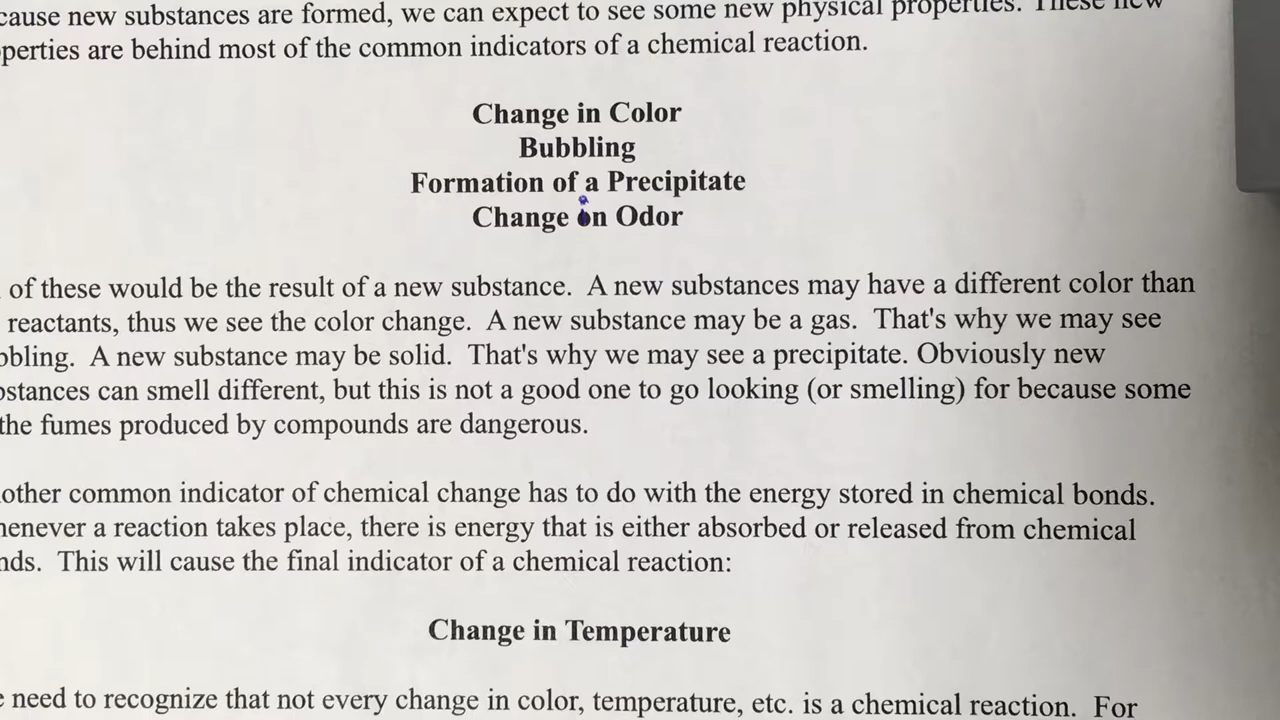 cause new substances are formed, we can expect to see some new physical properties. These new
perties are behind most of the common indicators of a chemical reaction.
Change in Color
Bubbling
Formation of a Precipitate
Change on Odor
of these would be the result of a new substance. A new substances may have a different color than
reactants, thus we see the color change. A new substance may be a gas. That's why we may see
bbling. A new substance may be solid. That's why we may see a precipitate. Obviously new
bstances can smell different, but this is not a good one to go looking (or smelling) for because some
the fumes produced by compounds are dangerous.
other common indicator of chemical change has to do with the energy stored in chemical bonds.
henever a reaction takes place, there is energy that is either absorbed or released from chemical
nds. This will cause the final indicator of a chemical reaction:
Change in Temperature
e need to recognize that not every change in color, temperature, etc. is a chemical reaction. For